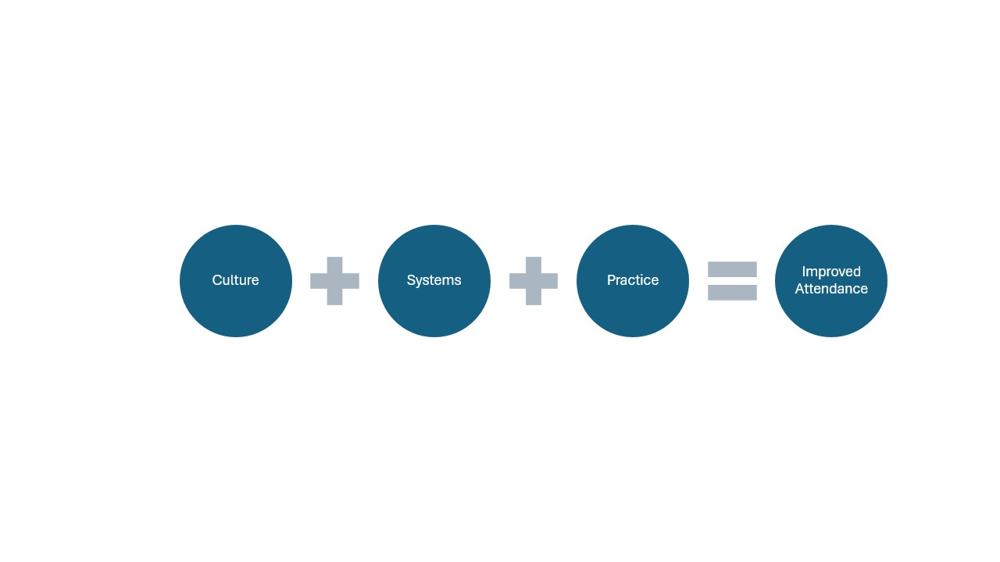 Culture
Systems
Practice
Improved
Attendance